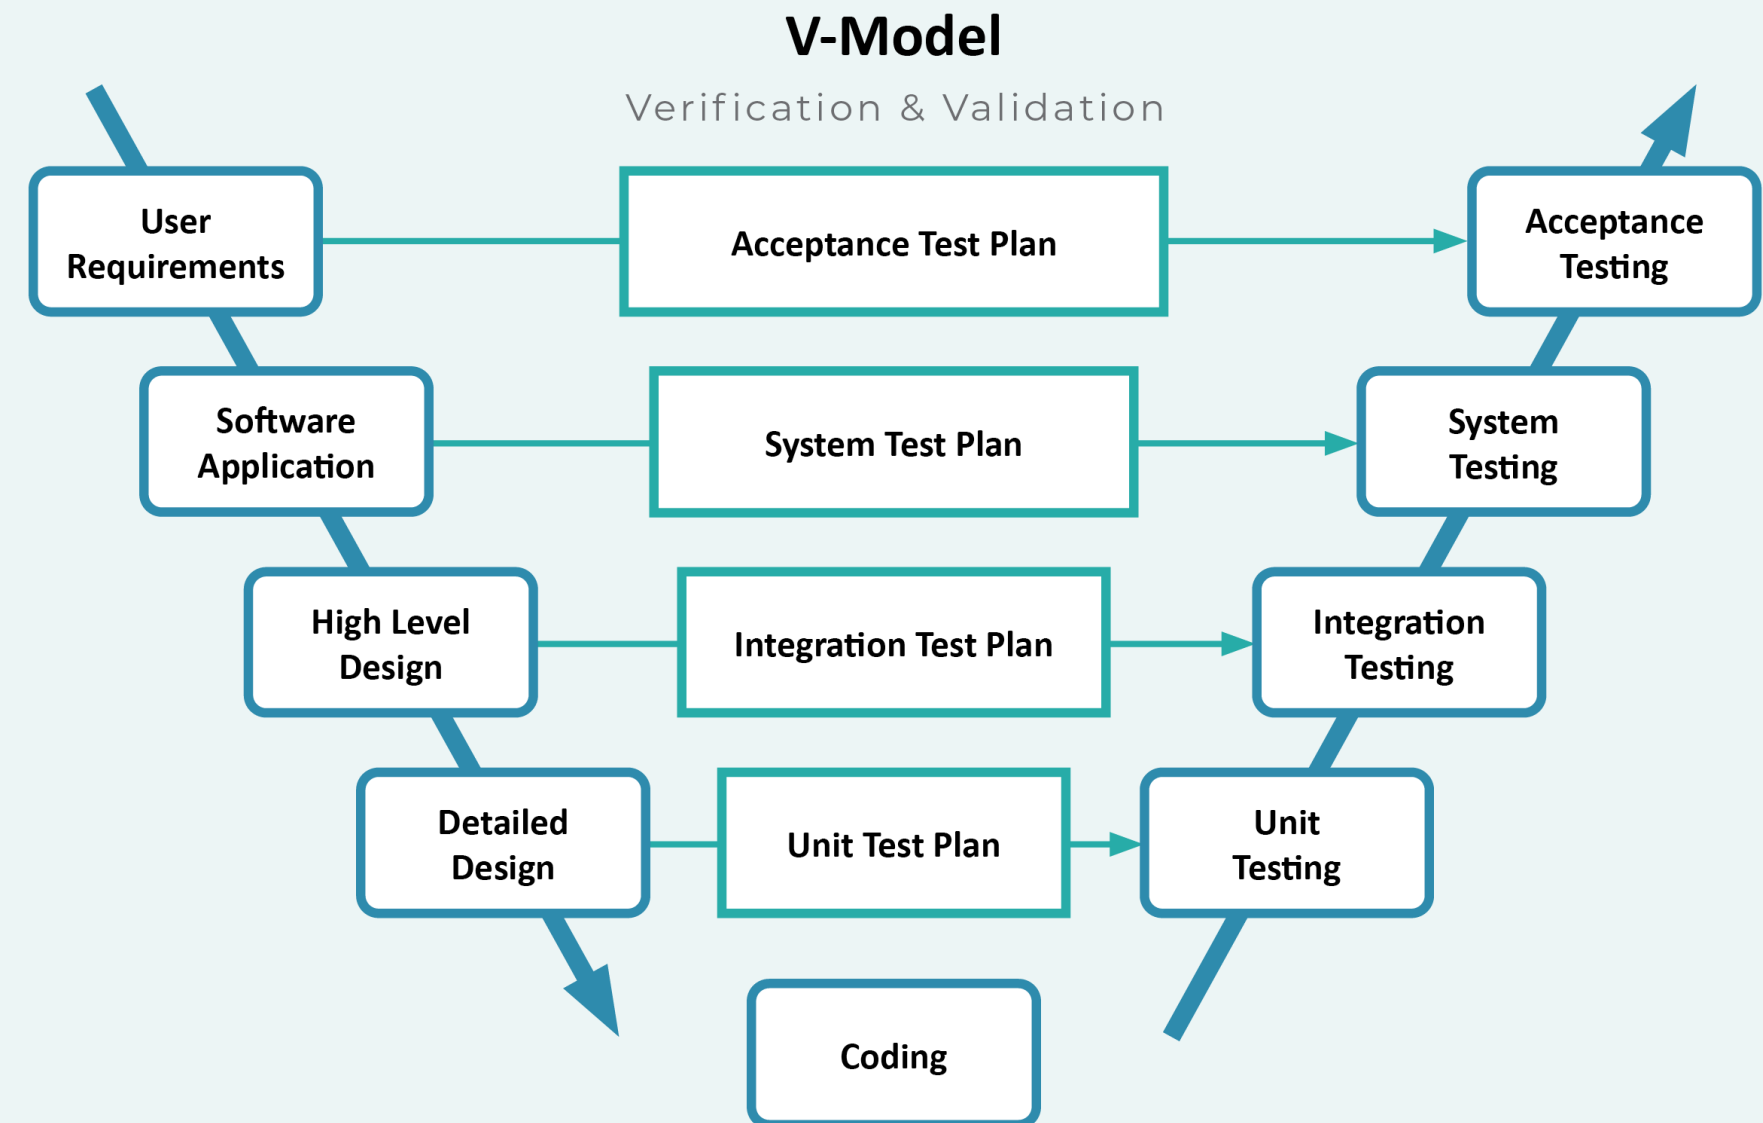 V-Model
Verification & Validation
User
Requirements
Acceptance Test Plan
Acceptance
Testing
Software
Application
System Test Plan
System
Testing
High Level
Design
Integration Test Plan
Integration
Testing
Detailed
Design
Unit Test Plan
Unit
Testing
Coding